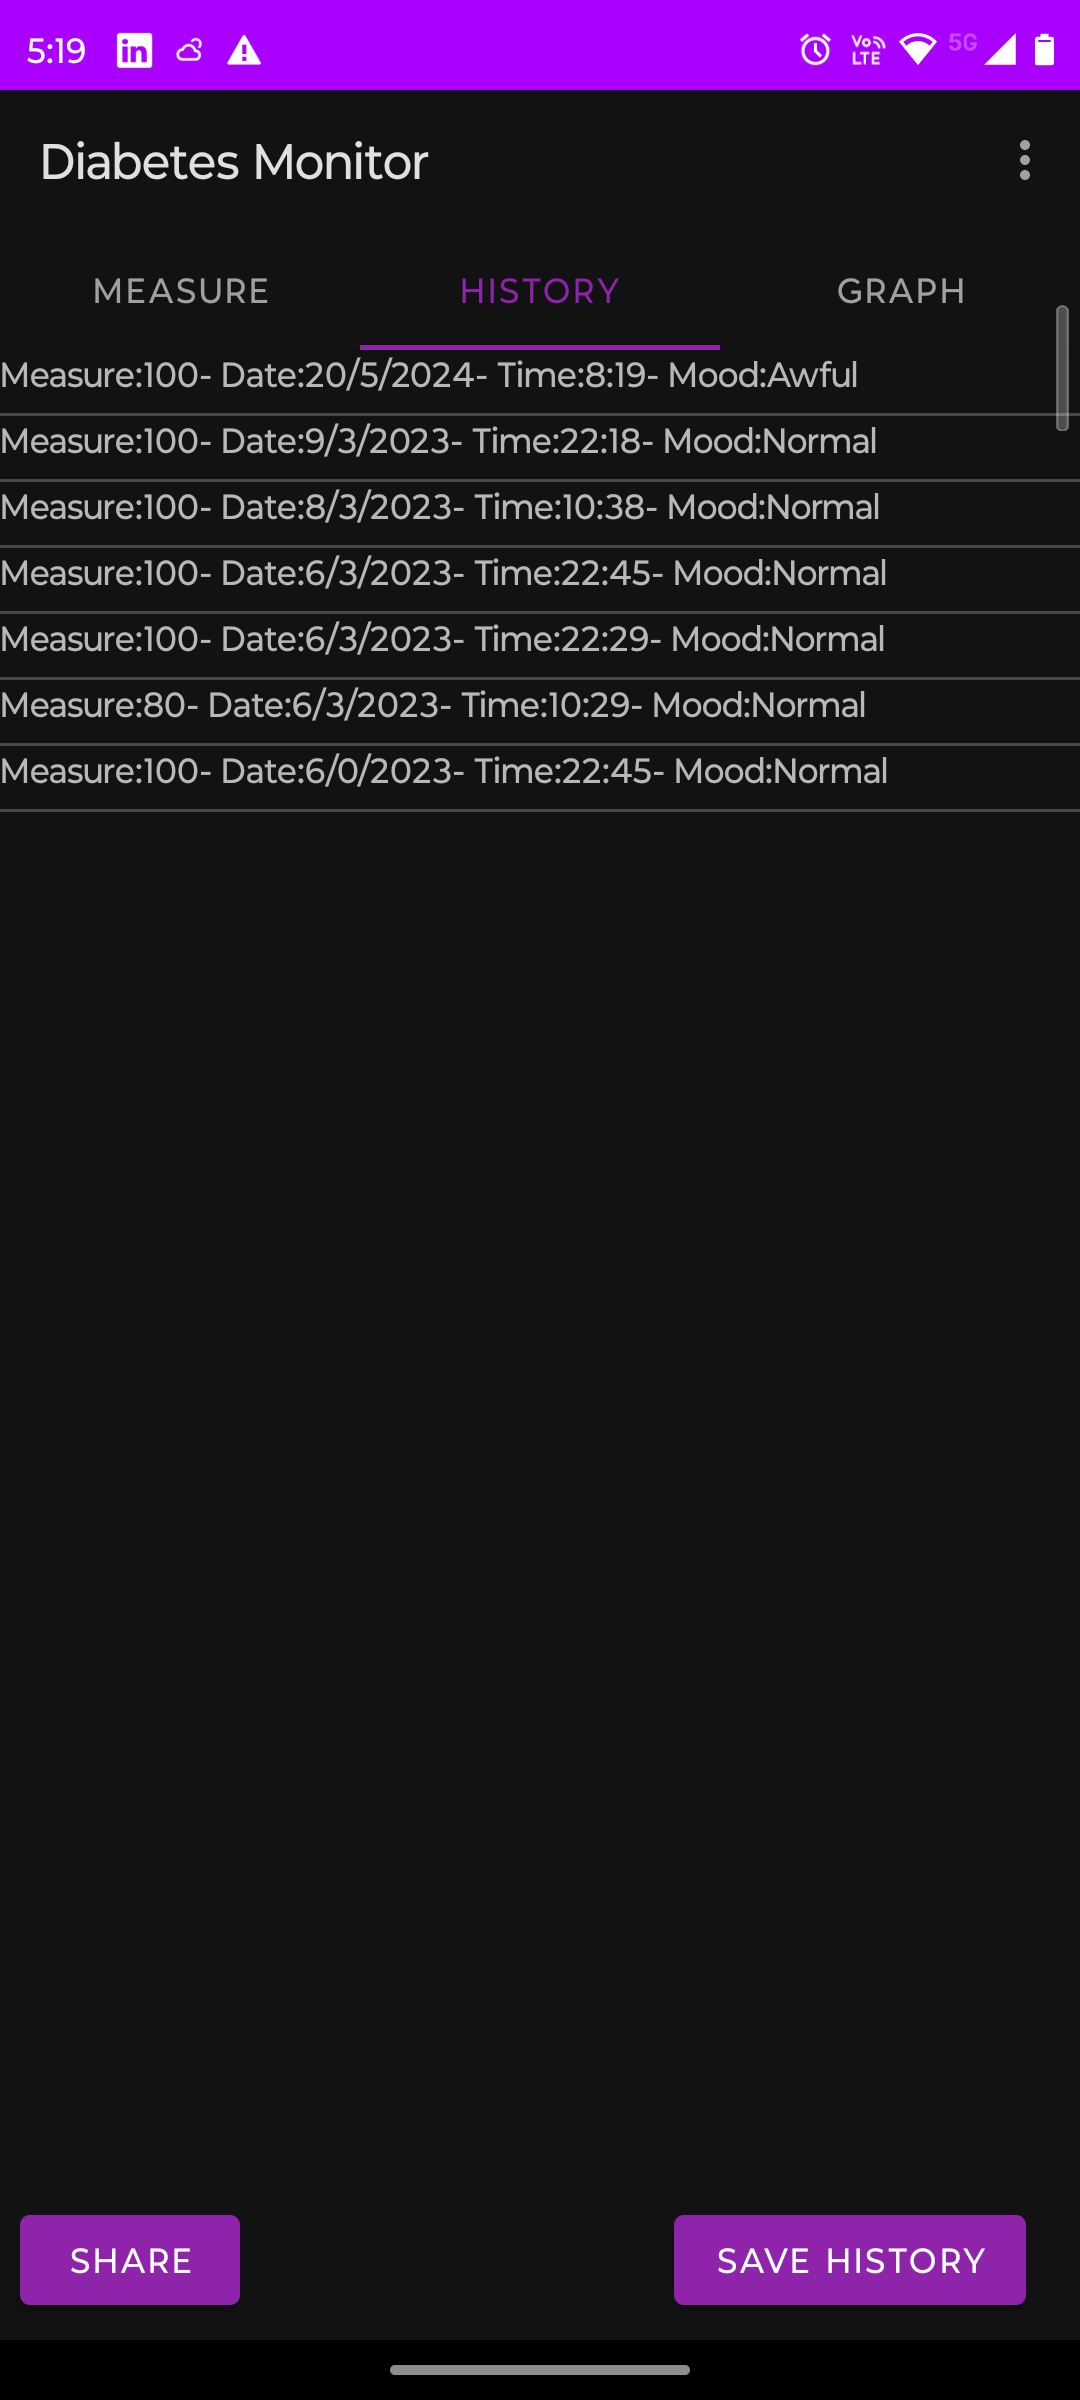 5:19
in
Vo LTE 5G
Diabetes Monitor
MEASURE HISTORY GRAPH
Measure:100- Date:20/5/2024- Time:8:19- Mood:Awful
Measure:100- Date:9/3/2023- Time:22:18- Mood:Normal
Measure:100- Date:8/3/2023- Time:10:38- Mood:Normal
Measure:100- Date:6/3/2023- Time:22:45- Mood:Normal
Measure:100- Date:6/3/2023- Time:22:29- Mood:Normal
Measure:80- Date:6/3/2023- Time:10:29- Mood:Normal
Measure:100- Date:6/0/2023- Time:22:45- Mood:Normal
SHARE SAVE HISTORY